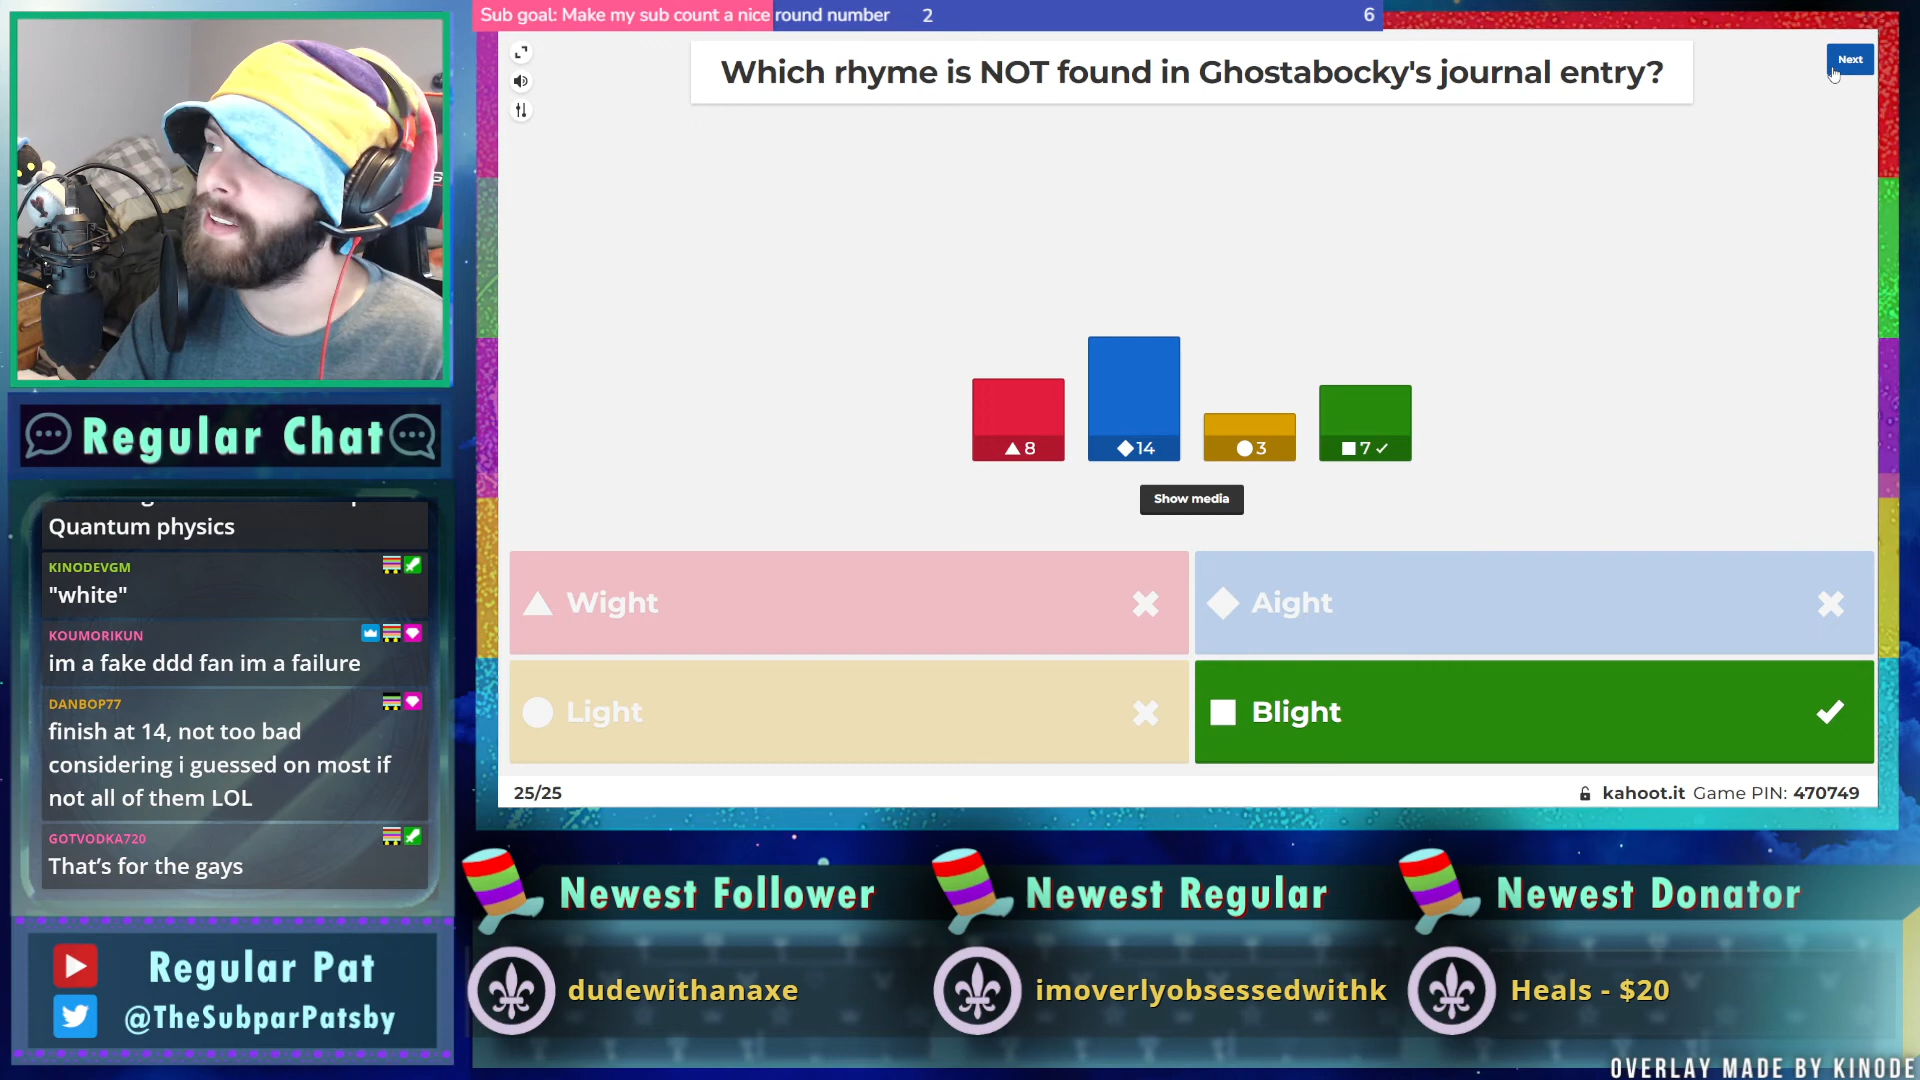 Sub goal: Make my sub count a nice round number 2 6
Which rhyme is NOT found in Ghostabocky's journal entry?
Next
8
14
3
7
Show media
Wight
Aight
Light
Blight
25/25
kahoot.it Game PIN: 470749
Regular Chat
Quantum physics
KINODEVGM
"white"
KOUMORIKUN
im a fake ddd fan im a failure
DANBOP77
finish at 14, not too bad
considering i guessed on most if
not all of them LOL
GOTVODKA720
That's for the gays
Regular Pat
@TheSubparPatsby
Newest Follower
dudewithanaxe
Newest Regular
imoverlyobsessedwithk
Newest Donator
Heals - $20
OVERLAY MADE BY KINODE